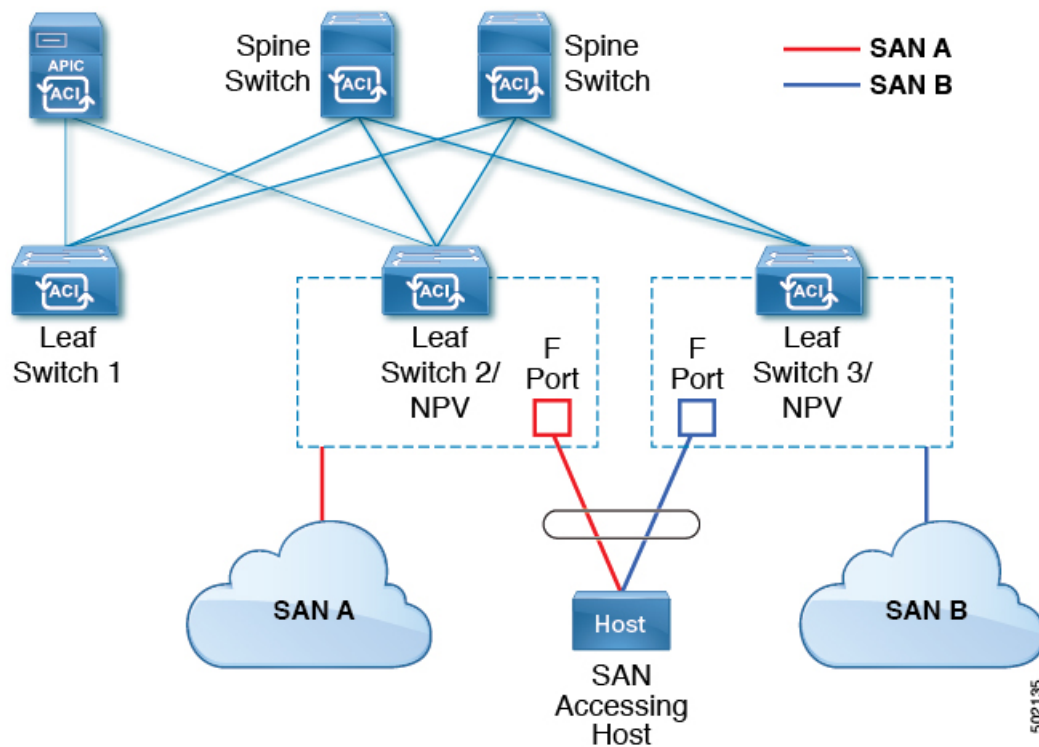 APIC
ACI
Spine
Switch
ACI
Spine
Switch
ACI
SAN A
SAN B
ACI
Leaf
Switch 1
ACI
Leaf
Switch 2/
NPV
F
Port
F
Port
ACI
Leaf
Switch 3/
NPV
SAN A
Host
SAN
Accessing
Host
SAN B
502135